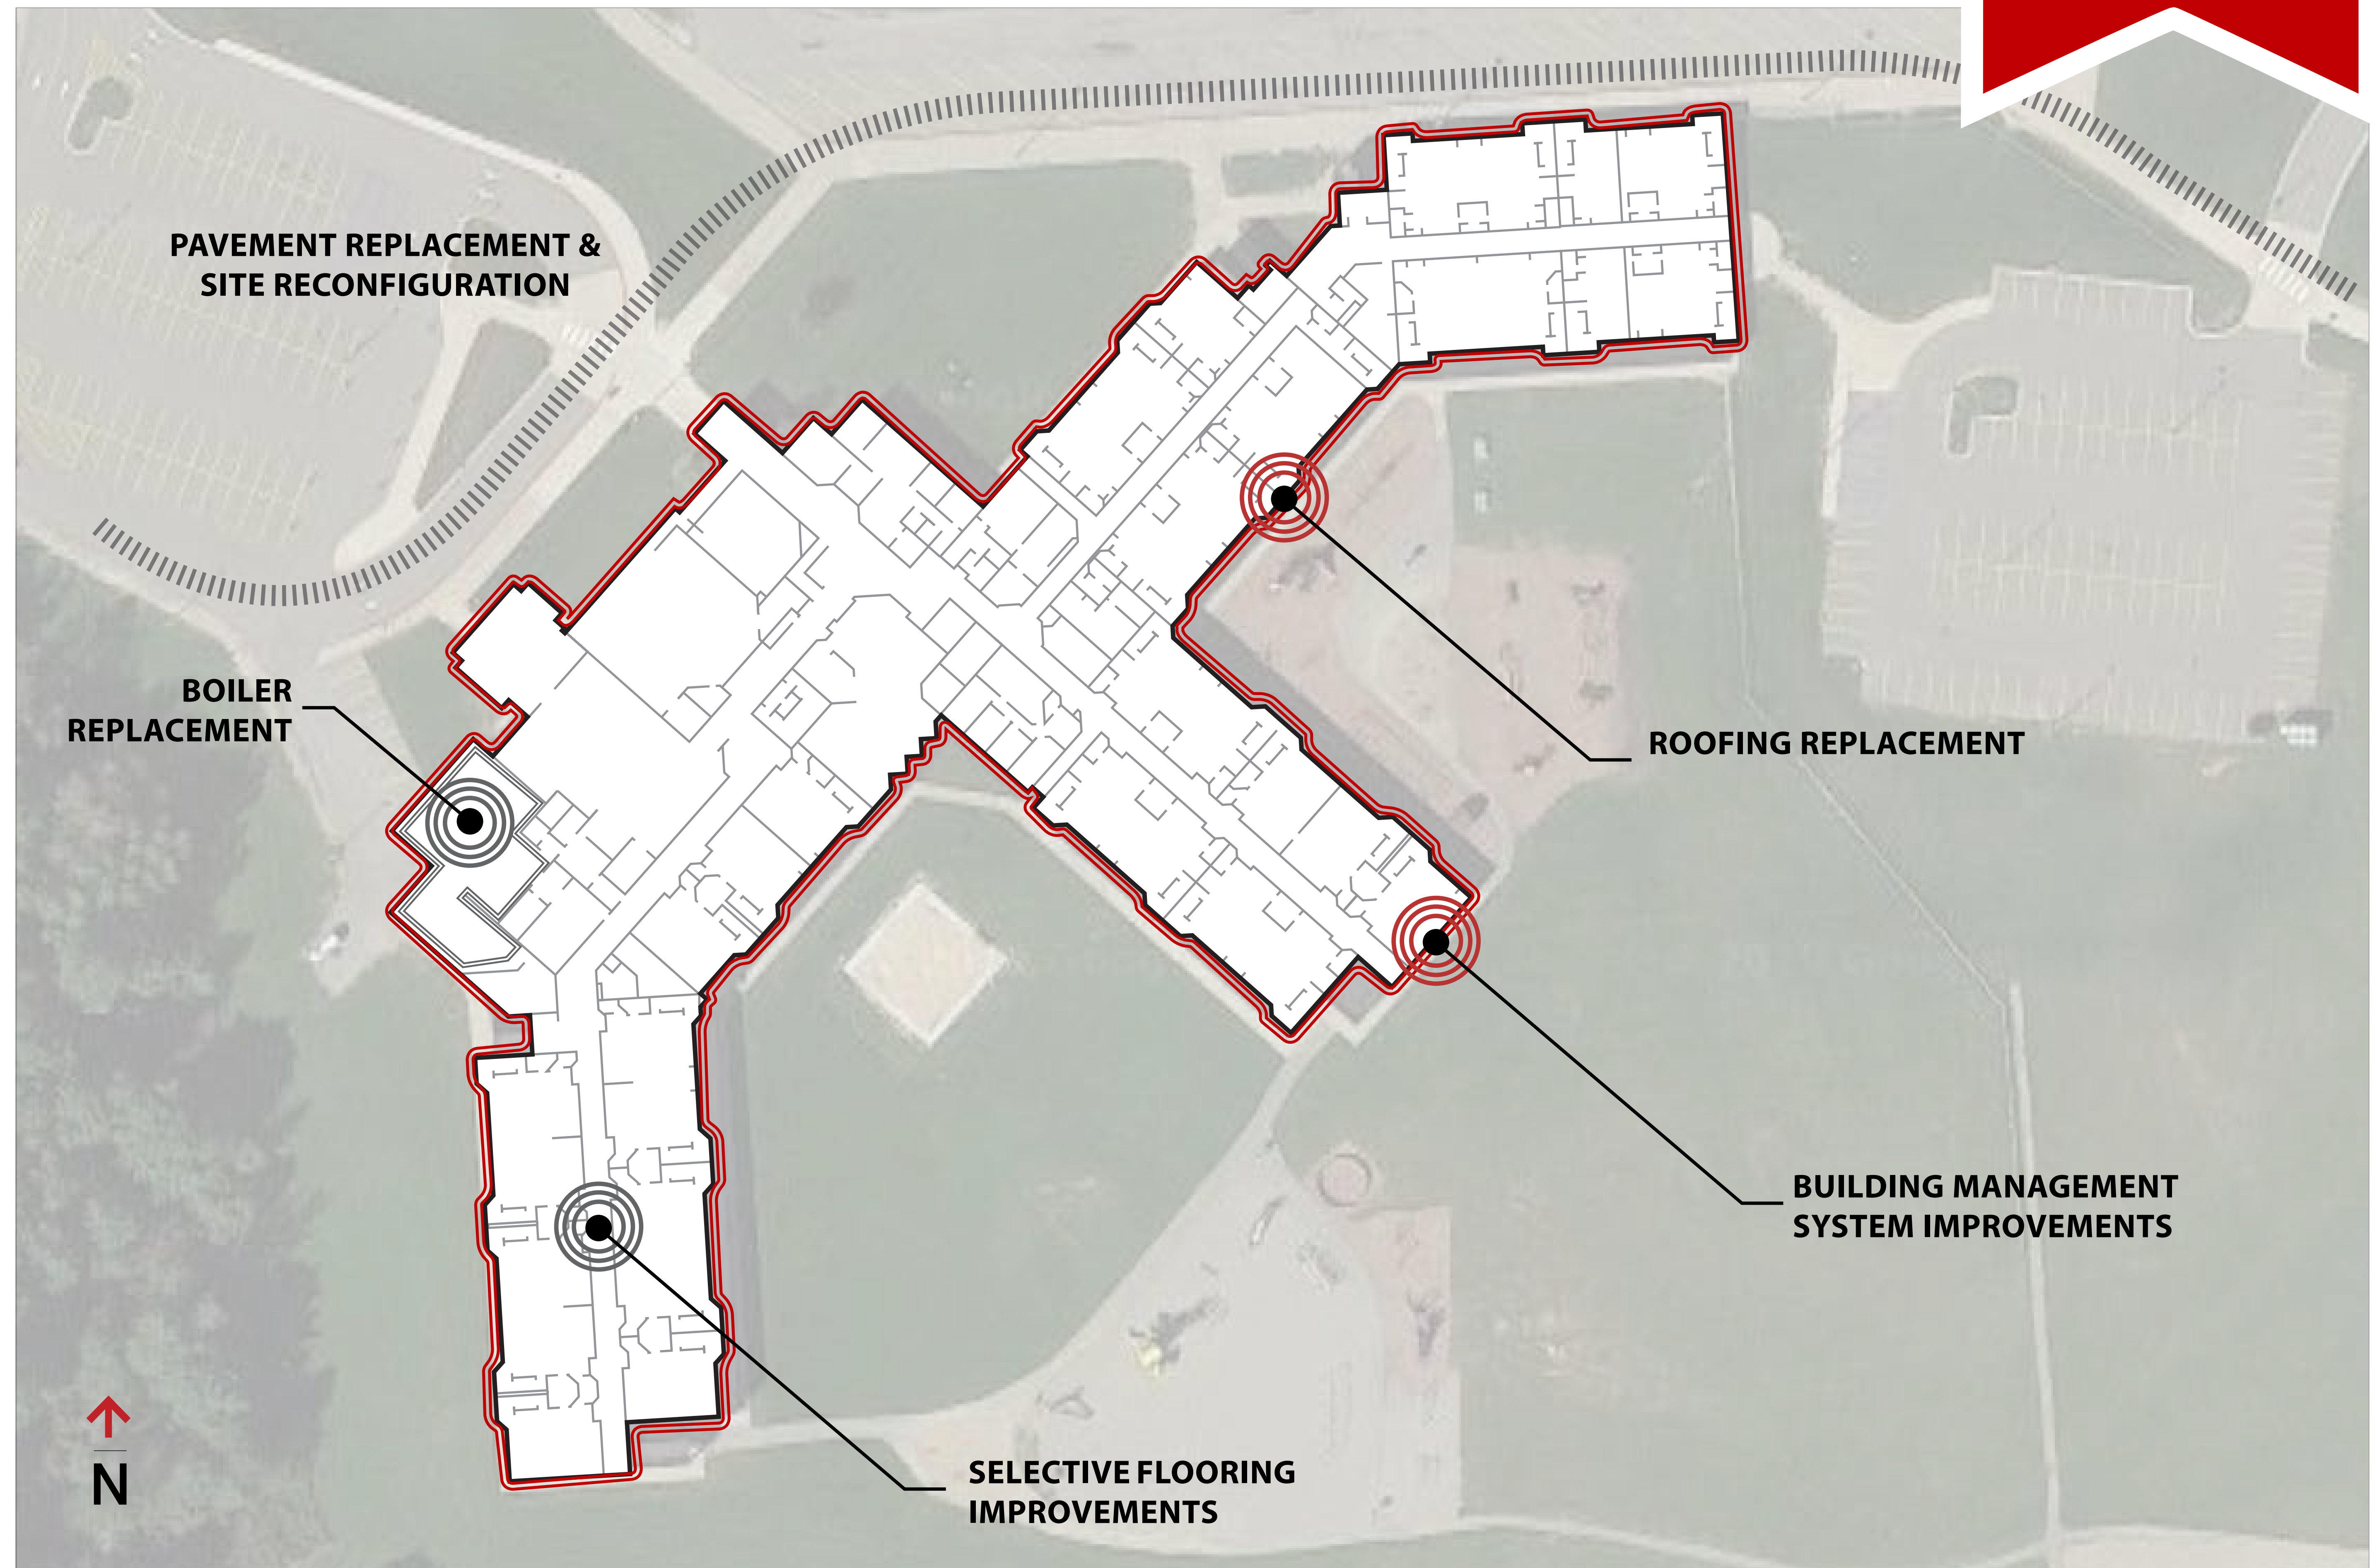 PAVEMENT REPLACEMENT &
SITE RECONFIGURATION
BOILER
REPLACEMENT
ROOFING REPLACEMENT
BUILDING MANAGEMENT
SYSTEM IMPROVEMENTS
SELECTIVE FLOORING
IMPROVEMENTS
N